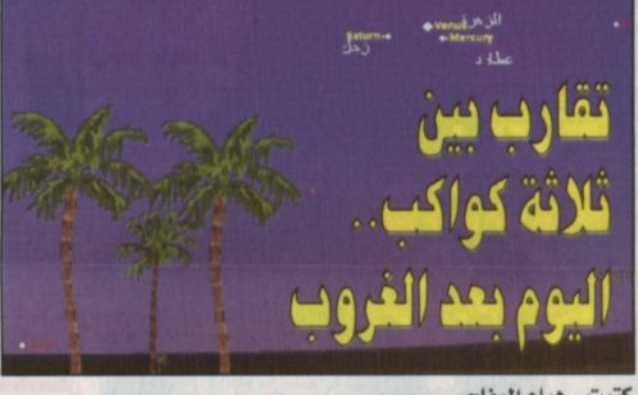 الزهرة
Venus
Saturn
Mercury
زحل
عطارد
تقارب بين
ثلاثة كواكب..
اليوم بعد الغروب